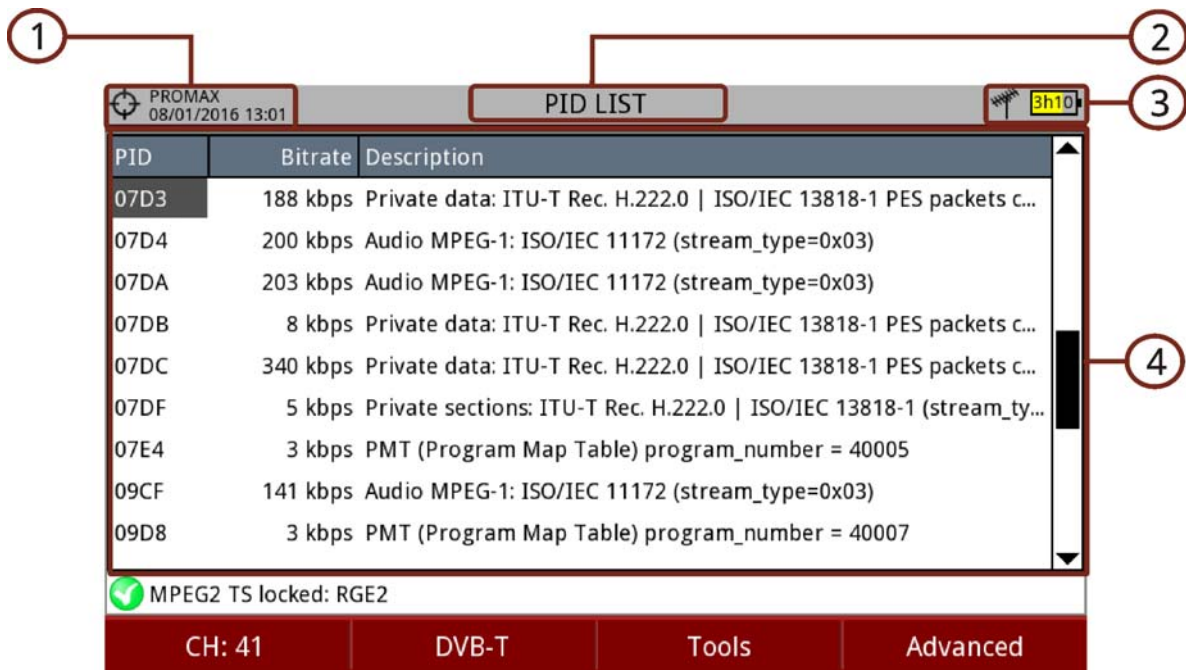 1
2
PROMAX
08/01/2016 13:01
PID LIST
3h10
3
PID Bitrate Description
07D3 188 kbps Private data: ITU-T Rec. H.222.0 | ISO/IEC 13818-1 PES packets c...
07D4 200 kbps Audio MPEG-1: ISO/IEC 11172 (stream_type=0x03)
07DA 203 kbps Audio MPEG-1: ISO/IEC 11172 (stream_type=0x03)
07DB 8 kbps Private data: ITU-T Rec. H.222.0 | ISO/IEC 13818-1 PES packets c...
07DC 340 kbps Private data: ITU-T Rec. H.222.0 | ISO/IEC 13818-1 PES packets c...
4
07DF 5 kbps Private sections: ITU-T Rec. H.222.0 | ISO/IEC 13818-1 (stream_ty...
07E4 3 kbps PMT (Program Map Table) program_number = 40005
09CF 141 kbps Audio MPEG-1: ISO/IEC 11172 (stream_type=0x03)
09D8 3 kbps PMT (Program Map Table) program_number = 40007
MPEG2 TS locked: RGE2
CH: 41 DVB-T Tools Advanced